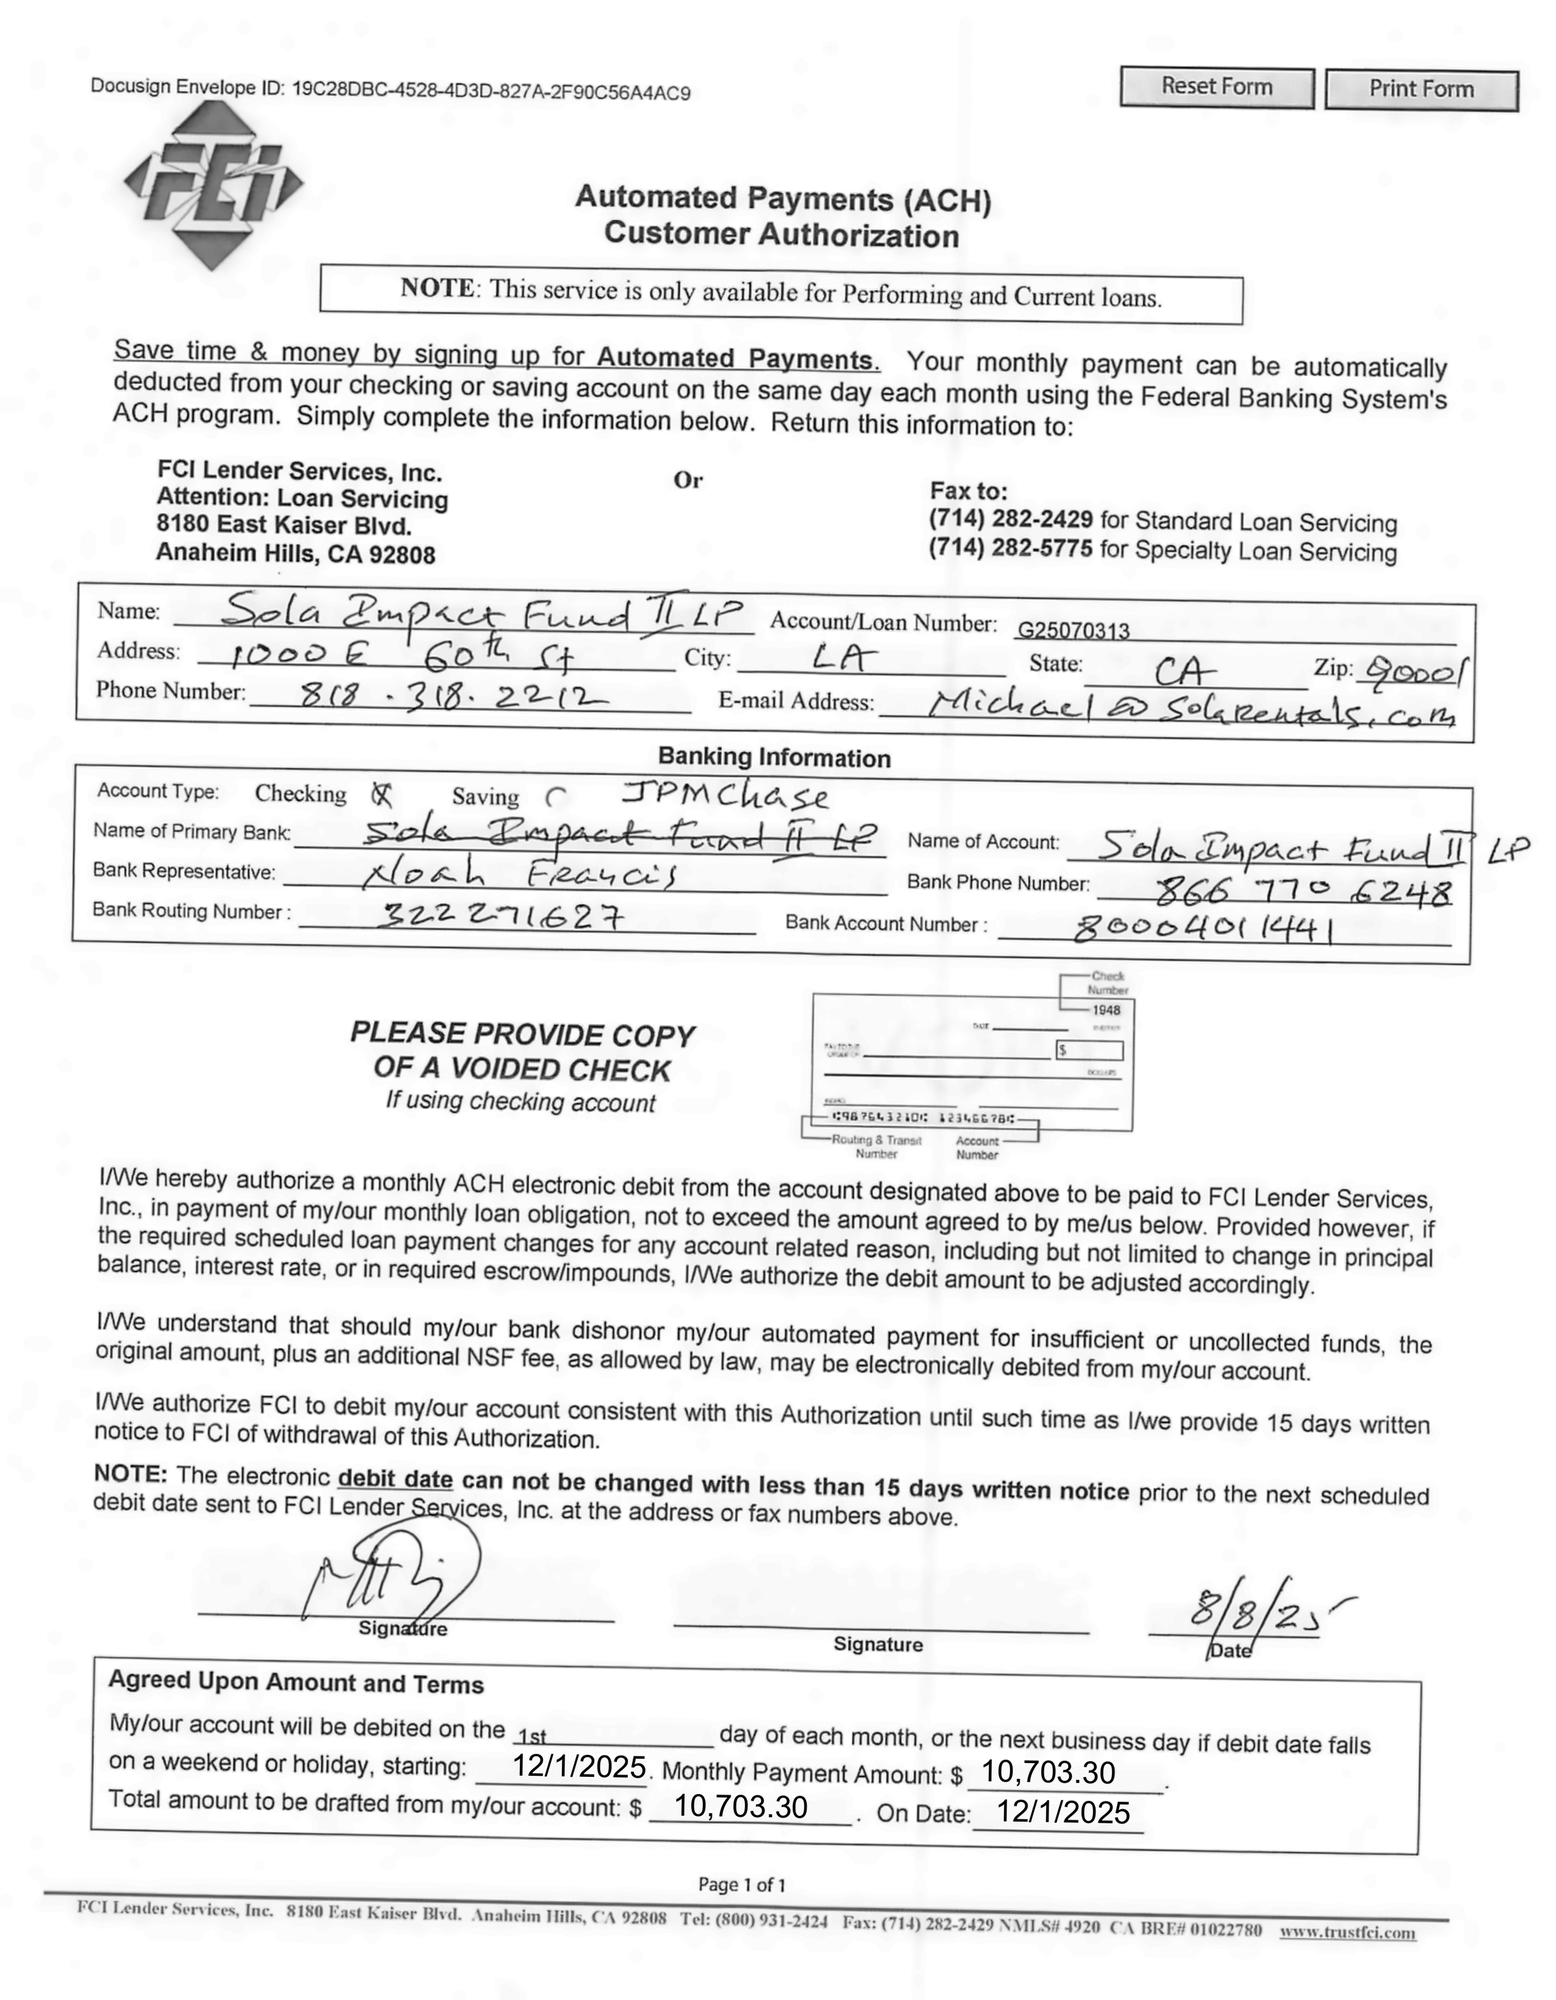 Docusign Envelope ID: 19C28DBC-4528-4D3D-827A-2F90C56A4AC9
Reset Form Print Form
FCI
Automated Payments (ACH)
Customer Authorization
NOTE: This service is only available for Performing and Current loans.
Save time & money by signing up for Automated Payments. Your monthly payment can be automatically
deducted from your checking or saving account on the same day each month using the Federal Banking System's
ACH program. Simply complete the information below. Return this information to:
FCI Lender Services, Inc.
Attention: Loan Servicing
8180 East Kaiser Blvd.
Anaheim Hills, CA 92808
Or
Fax to:
(714) 282-2429 for Standard Loan Servicing
(714) 282-5775 for Specialty Loan Servicing
Name: Sola Impact Fund II LP Account/Loan Number: G25070313
Address: 1000 E 60th St City: LA State: CA Zip: 90001
Phone Number: 818.318.2212 E-mail Address: Michael@SolaRentals.com
Banking Information
Account Type: Checking Saving JPMChase
Name of Primary Bank: Sola Impact Fund II LP Name of Account: Sola Impact Fund II LP
Bank Representative: Noah Francis Bank Phone Number: 866 770 6248
Bank Routing Number : 322271627 Bank Account Number : 80004011441
PLEASE PROVIDE COPY
OF A VOIDED CHECK
If using checking account
Check
Number
1948
DATE
PAY TO THE
ORDER OF
$
DOLLARS
MEMO
Routing & Transit
Number
Account
Number
I/We hereby authorize a monthly ACH electronic debit from the account designated above to be paid to FCI Lender Services,
Inc., in payment of my/our monthly loan obligation, not to exceed the amount agreed to by me/us below. Provided however, if
the required scheduled loan payment changes for any account related reason, including but not limited to change in principal
balance, interest rate, or in required escrow/impounds, I/We authorize the debit amount to be adjusted accordingly.
I/We understand that should my/our bank dishonor my/our automated payment for insufficient or uncollected funds, the
original amount, plus an additional NSF fee, as allowed by law, may be electronically debited from my/our account.
I/We authorize FCI to debit my/our account consistent with this Authorization until such time as I/we provide 15 days written
notice to FCI of withdrawal of this Authorization.
NOTE: The electronic debit date can not be changed with less than 15 days written notice prior to the next scheduled
debit date sent to FCI Lender Services, Inc. at the address or fax numbers above.
8/8/25
Signature Signature Date
Agreed Upon Amount and Terms
My/our account will be debited on the 1st day of each month, or the next business day if debit date falls
on a weekend or holiday, starting: 12/1/2025. Monthly Payment Amount: $ 10,703.30.
Total amount to be drafted from my/our account: $ 10,703.30. On Date: 12/1/2025
Page 1 of 1
FCI Lender Services, Inc. 8180 East Kaiser Blvd. Anaheim Hills, CA 92808 Tel: (800) 931-2424 Fax: (714) 282-2429 NMLS# 4920 CA BRE# 01022780 www.trustfci.com